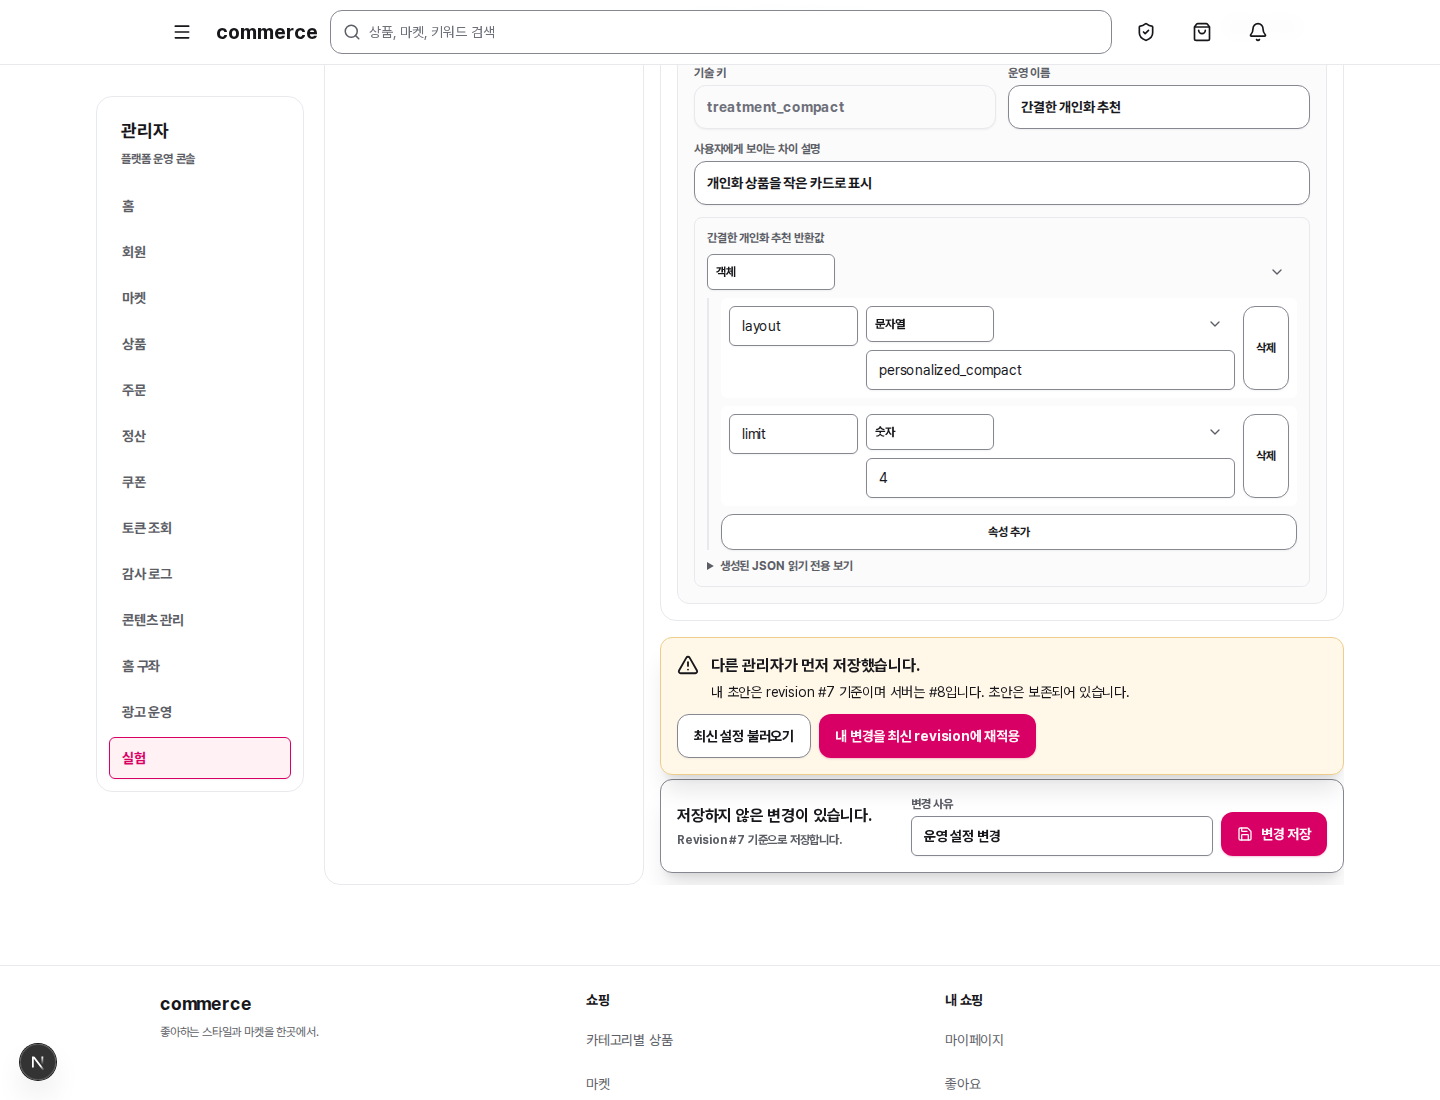 commerce
상품, 마켓, 키워드 검색
관리자
플랫폼 운영 콘솔
홈
회원
마켓
상품
주문
정산
쿠폰
토큰 조회
감사 로그
콘텐츠 관리
홈 구좌
광고 운영
실험
기술 키
운영 이름
treatment_compact
간결한 개인화 추천
사용자에게 보이는 차이 설명
개인화 상품을 작은 카드로 표시
간결한 개인화 추천 반환값
객체
layout
문자열
personalized_compact
삭제
limit
숫자
4
삭제
속성 추가
생성된 JSON 읽기 전용 보기
다른 관리자가 먼저 저장했습니다.
내 초안은 revision #7 기준이며 서버는 #8입니다. 초안은 보존되어 있습니다.
최신 설정 불러오기
내 변경을 최신 revision에 재적용
저장하지 않은 변경이 있습니다.
Revision #7 기준으로 저장합니다.
변경 사유
운영 설정 변경
변경 저장
commerce
좋아하는 스타일과 마켓을 한곳에서.
쇼핑
카테고리별 상품
마켓
내 쇼핑
마이페이지
좋아요
N